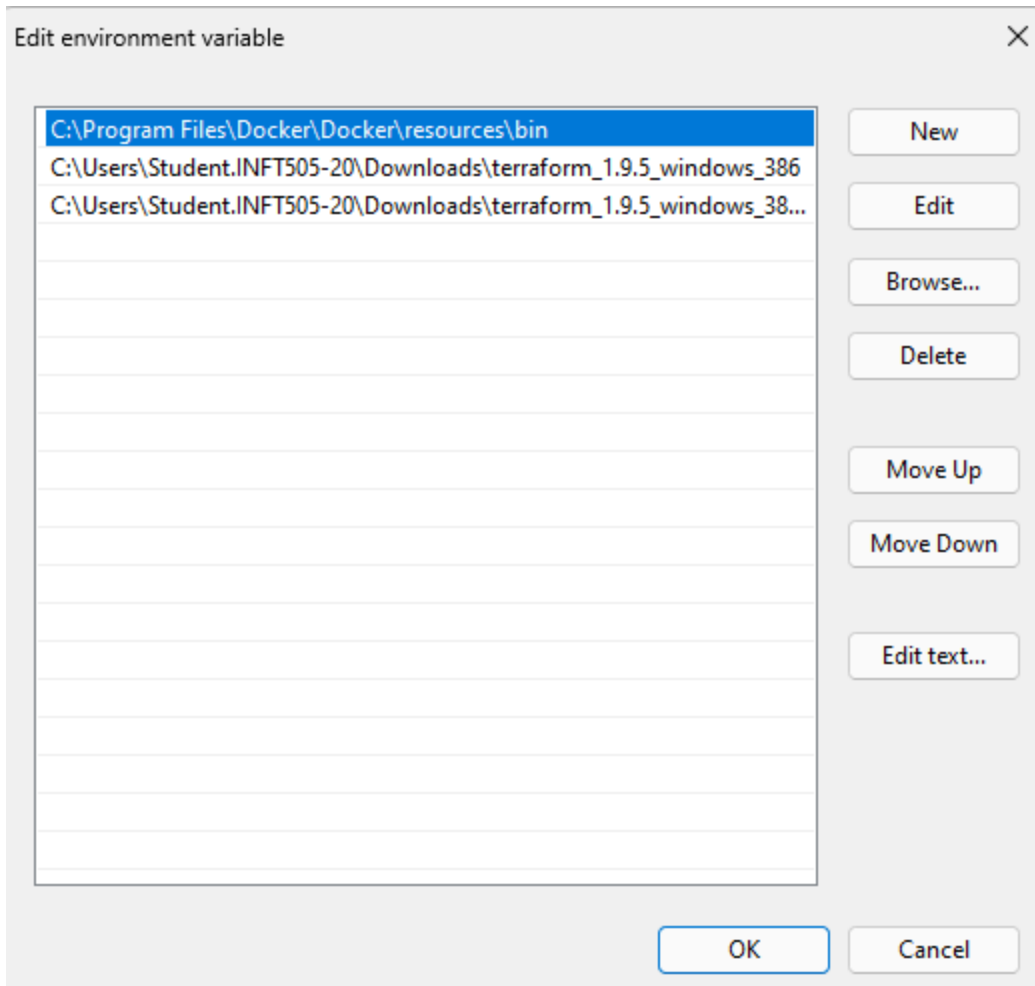 Edit environment variable
C:\Program Files\Docker\Docker\resources\bin
New
C:\Users\Student.INFT505-20\Downloads\terraform_1.9.5_windows_386
C:\Users\Student.INFT505-20\Downloads\terraform_1.9.5_windows_38...
Edit
Browse...
Delete
Move Up
Move Down
Edit text...
OK
Cancel